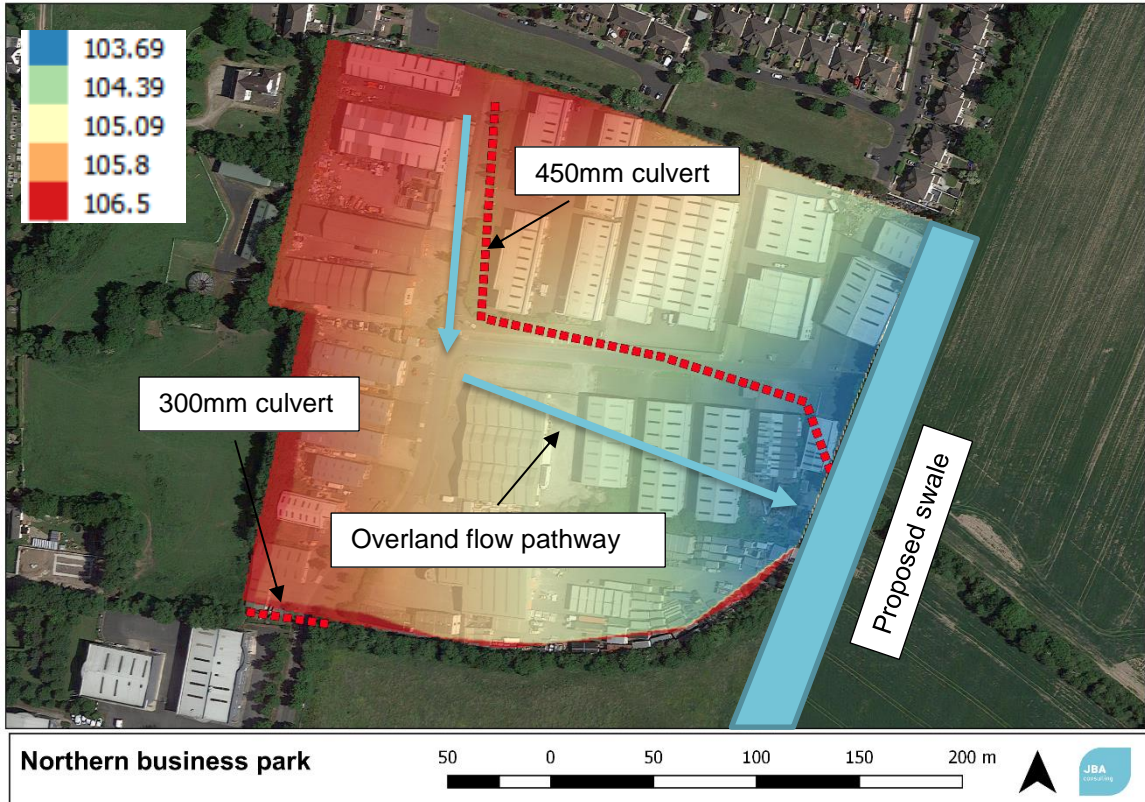 103.69
104.39
105.09
105.8
106.5
450mm culvert
300mm culvert
Overland flow pathway
Proposed swale
Northern business park
50 0 50 100 150 200 m
JBA
consulting